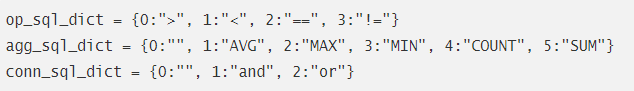 op_sql_dict = {0:">", 1:"<", 2:"==", 3:"!="}
agg_sql_dict = {0:"", 1:"AVG", 2:"MAX", 3:"MIN", 4:"COUNT", 5:"SUM"}
conn_sql_dict = {0:"", 1:"and", 2:"or"}